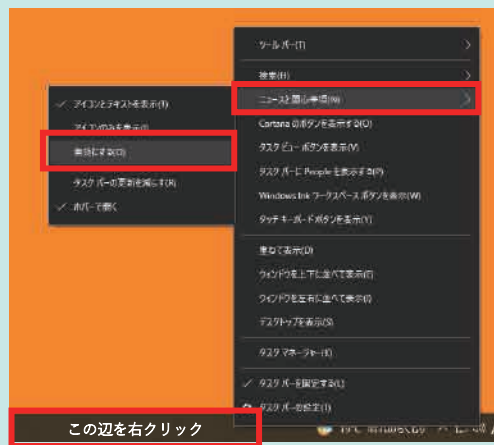 ツール バー(T)
検索(H)
ニュースと関心事項(N)
Cortana のボタンを表示する(O)
タスク ビュー ボタンを表示(V)
タスク バーに People を表示する(P)
Windows Ink ワークスペース ボタンを表示(W)
タッチ キーボード ボタンを表示(Y)
重ねて表示(D)
ウィンドウを上下に並べて表示(E)
ウィンドウを左右に並べて表示(I)
デスクトップを表示(S)
タスク マネージャー(K)
タスク バーを固定する(L)
タスク バーの設定(T)
アイコンとテキストを表示(I)
アイコンのみを表示
無効にする(O)
タスク バーの更新を減らす(R)
ホバーで開く
この辺を右クリック
19°C